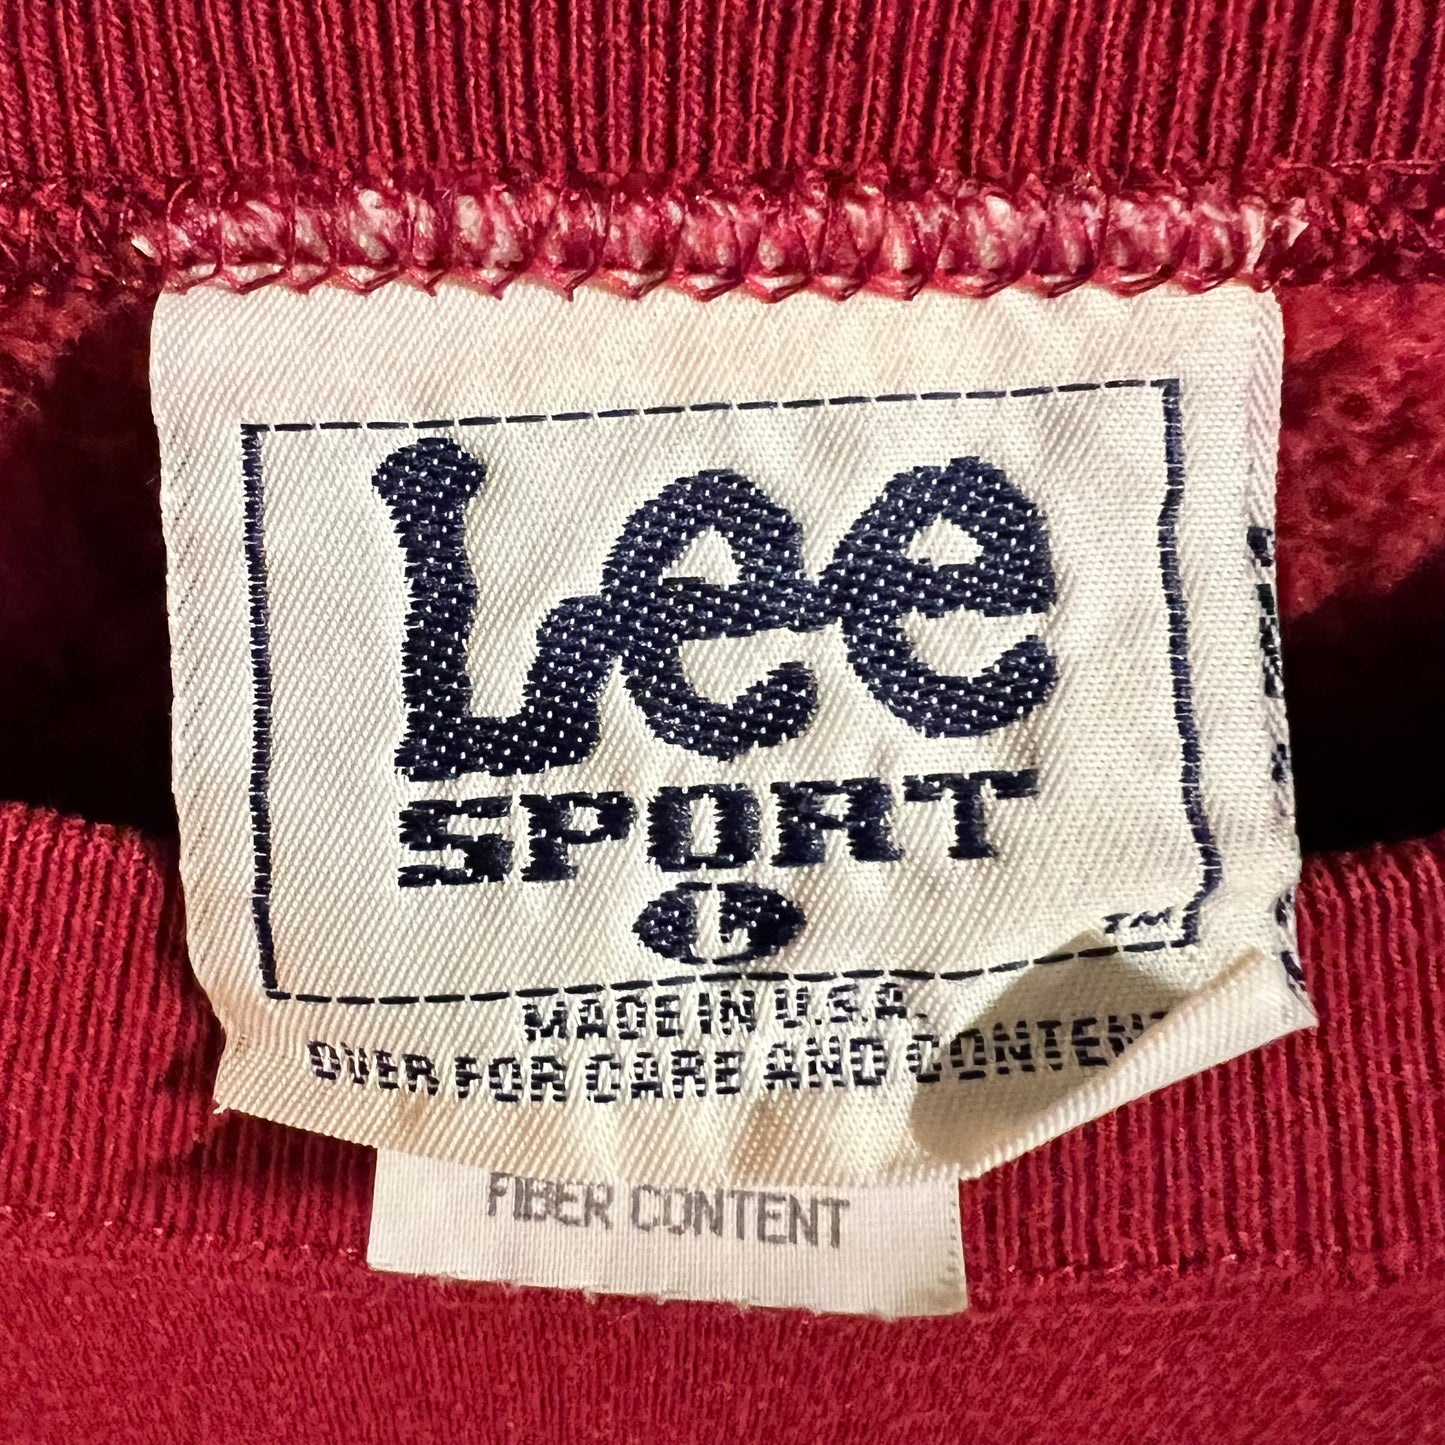 Lee
SPORT
L
TM
MADE IN U.S.A.
OVER FOR CARE AND CONTENT
FIBER CONTENT